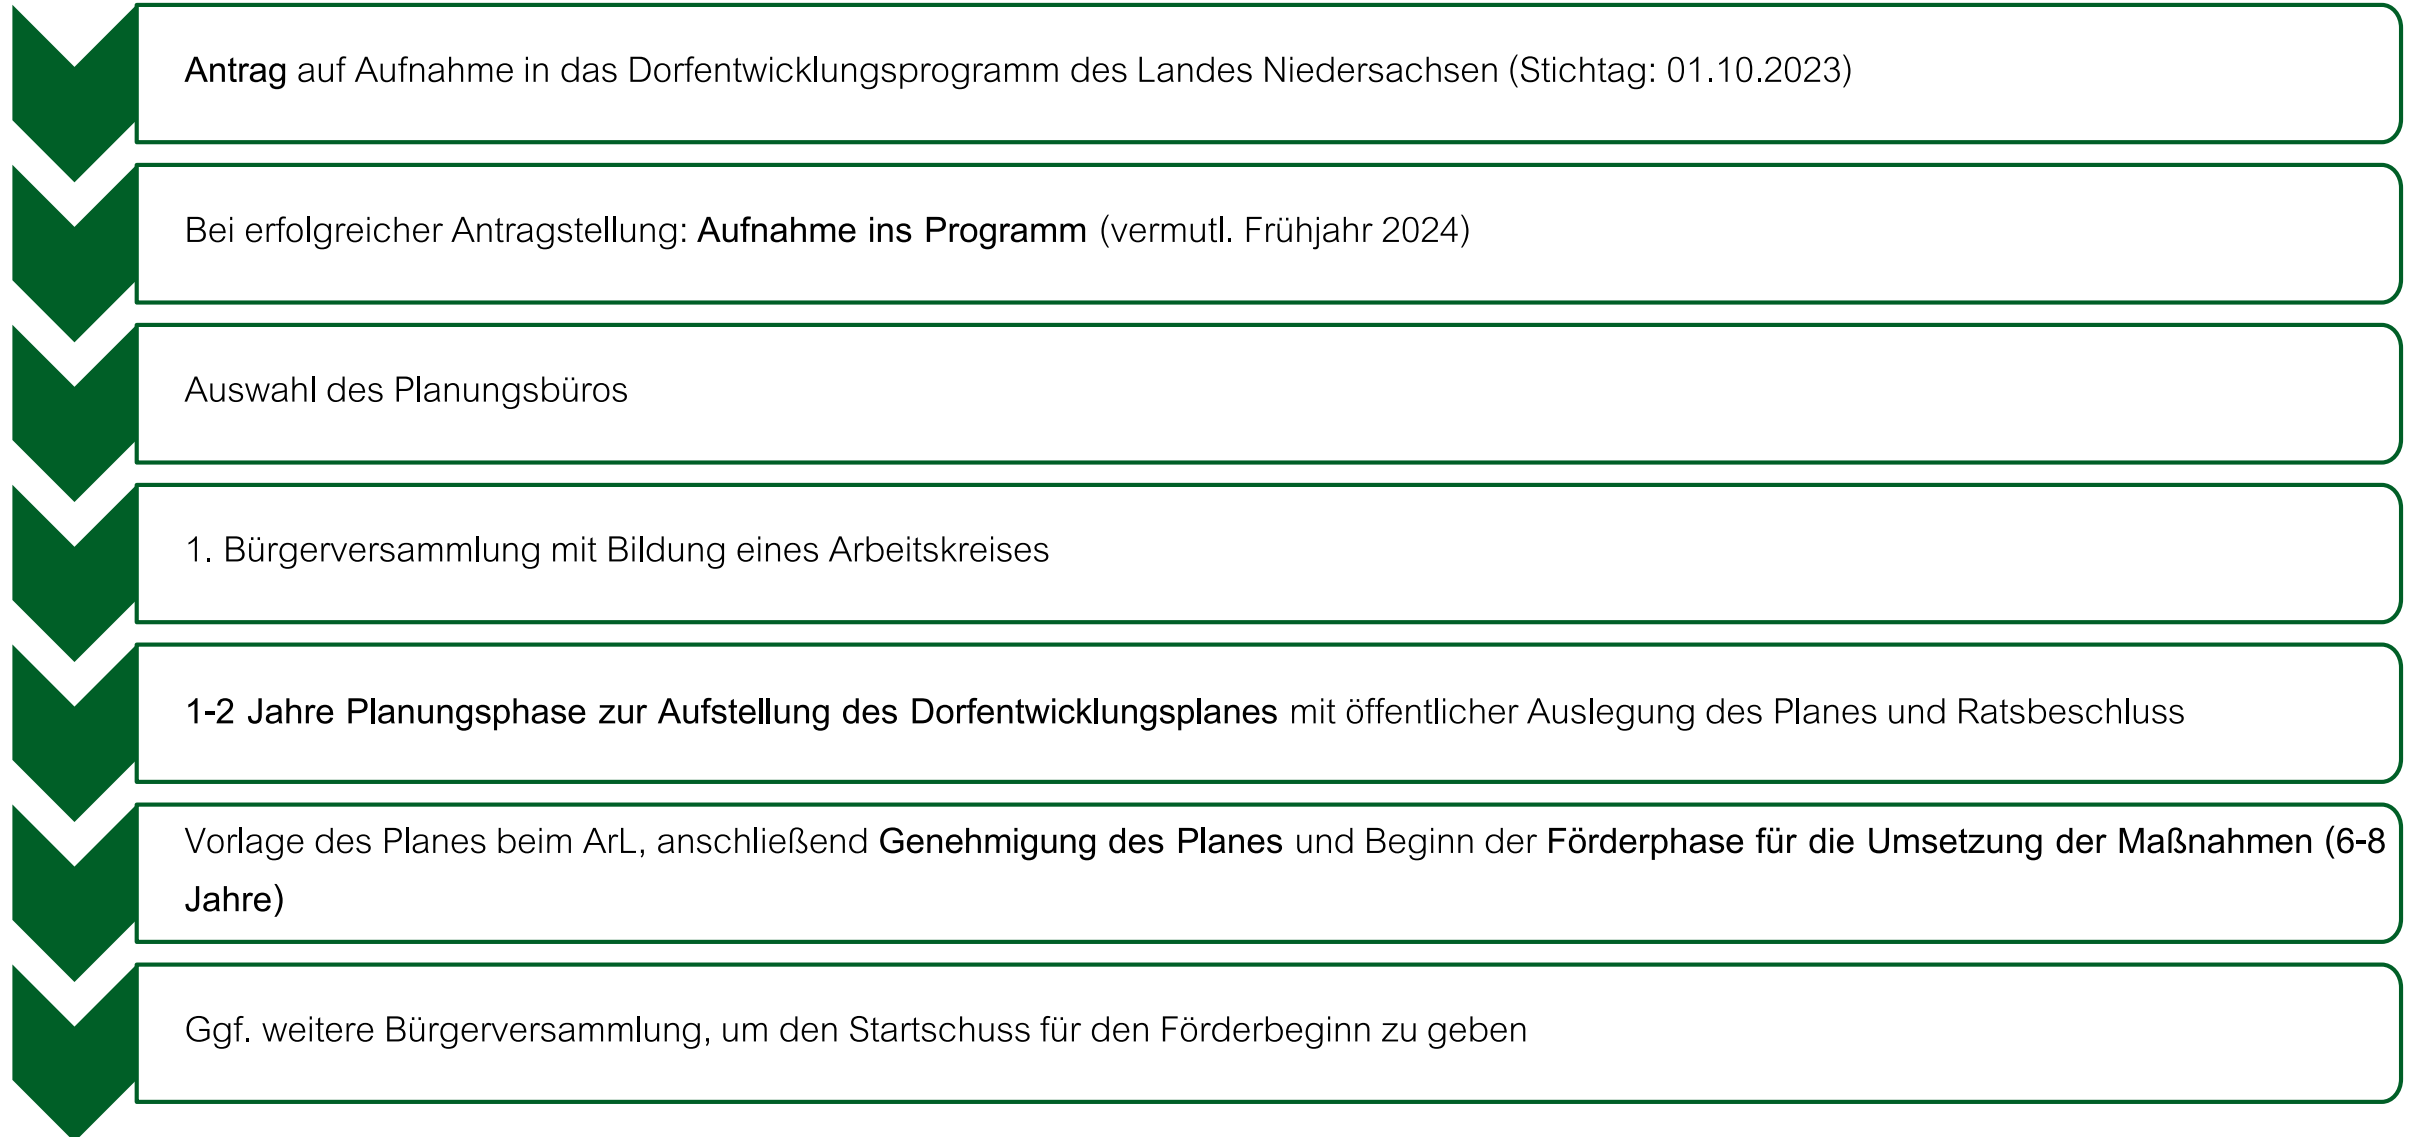 Antrag auf Aufnahme in das Dorfentwicklungsprogramm des Landes Niedersachsen (Stichtag: 01.10.2023)
Bei erfolgreicher Antragstellung: Aufnahme ins Programm (vermutl. Frühjahr 2024)
Auswahl des Planungsbüros
1. Bürgerversammlung mit Bildung eines Arbeitskreises
1-2 Jahre Planungsphase zur Aufstellung des Dorfentwicklungsplanes mit öffentlicher Auslegung des Planes und Ratsbeschluss
Vorlage des Planes beim ArL, anschließend Genehmigung des Planes und Beginn der Förderphase für die Umsetzung der Maßnahmen (6-8
Jahre)
Ggf. weitere Bürgerversammlung, um den Startschuss für den Förderbeginn zu geben